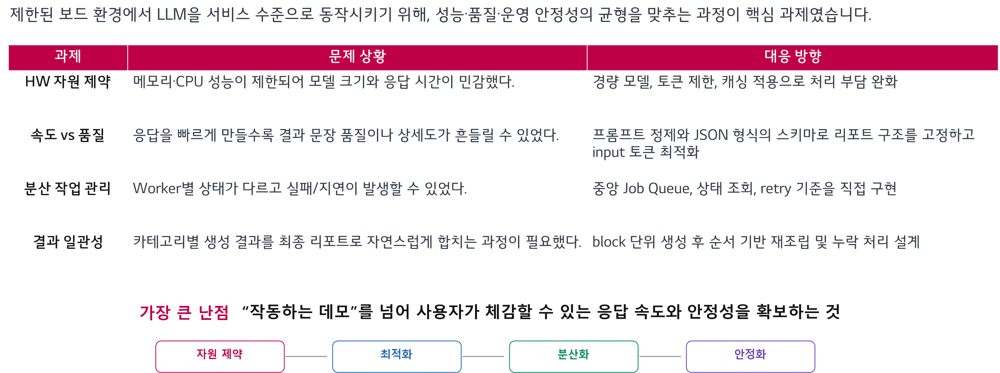 제한된 보드 환경에서 LLM을 서비스 수준으로 동작시키기 위해, 성능·품질·운영 안정성의 균형을 맞추는 과정이 핵심 과제였습니다.
과제 문제 상황 대응 방향
HW 자원 제약 메모리·CPU 성능이 제한되어 모델 크기와 응답 시간이 민감했다. 경량 모델, 토큰 제한, 캐싱 적용으로 처리 부담 완화
속도 vs 품질 응답을 빠르게 만들수록 결과 문장 품질이나 상세도가 흔들릴 수 있었다. 프롬프트 정제와 JSON 형식의 스키마로 리포트 구조를 고정하고
input 토큰 최적화
분산 작업 관리 Worker별 상태가 다르고 실패/지연이 발생할 수 있었다. 중앙 Job Queue, 상태 조회, retry 기준을 직접 구현
결과 일관성 카테고리별 생성 결과를 최종 리포트로 자연스럽게 합치는 과정이 필요했다. block 단위 생성 후 순서 기반 재조립 및 누락 처리 설계
가장 큰 난점 “작동하는 데모”를 넘어 사용자가 체감할 수 있는 응답 속도와 안정성을 확보하는 것
자원 제약 최적화 분산화 안정화